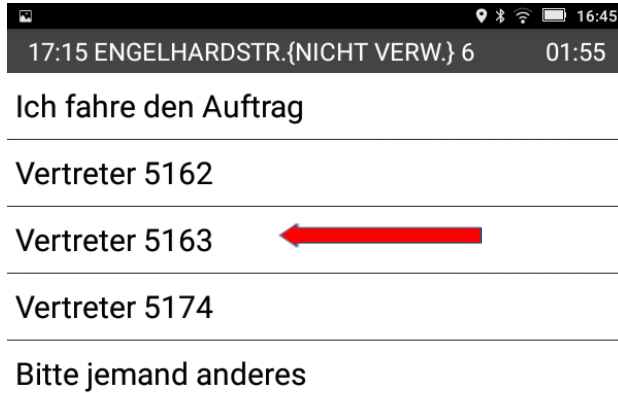 16:45
17:15 ENGELHARDSTR.{NICHT VERW.} 6 01:55
Ich fahre den Auftrag
Vertreter 5162
Vertreter 5163
Vertreter 5174
Bitte jemand anderes